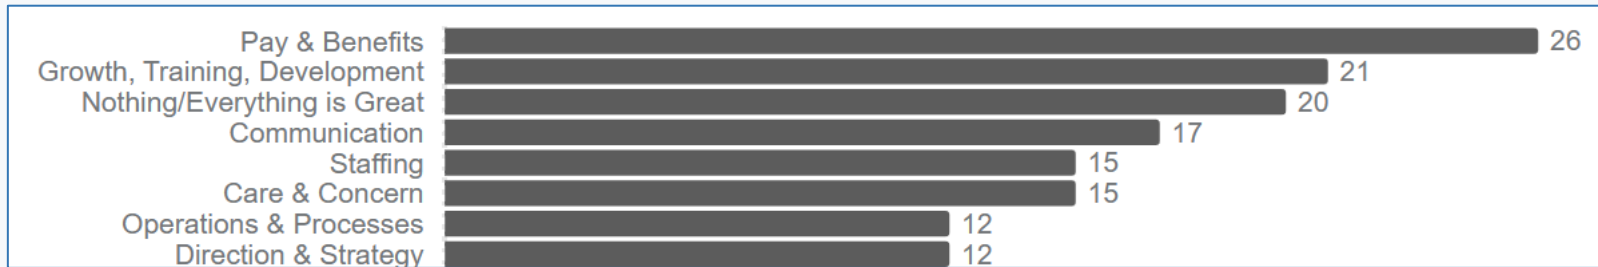 Pay & Benefits 26
Growth, Training, Development 21
Nothing/Everything is Great 20
Communication 17
Staffing 15
Care & Concern 15
Operations & Processes 12
Direction & Strategy 12